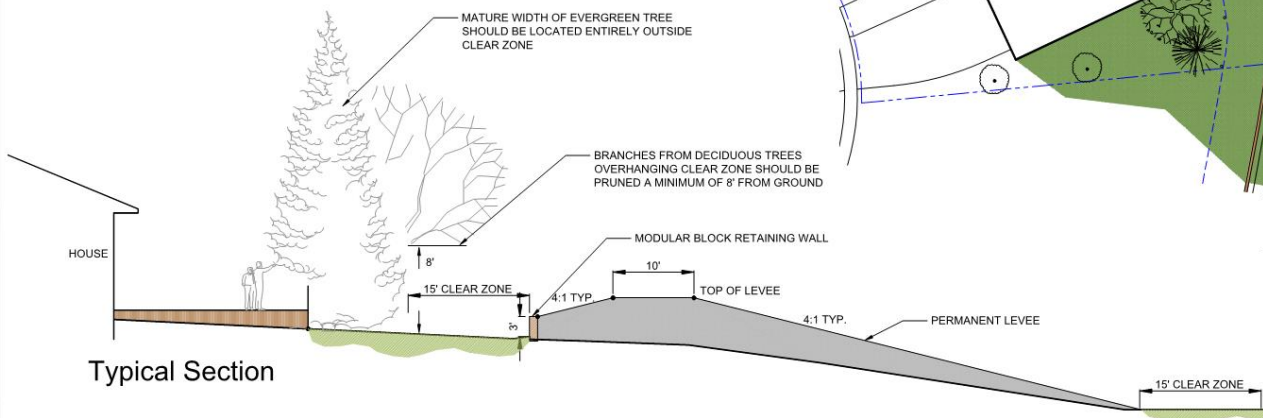 MATURE WIDTH OF EVERGREEN TREE
SHOULD BE LOCATED ENTIRELY OUTSIDE
CLEAR ZONE
BRANCHES FROM DECIDUOUS TREES
OVERHANGING CLEAR ZONE SHOULD BE
PRUNED A MINIMUM OF 8' FROM GROUND
MODULAR BLOCK RETAINING WALL
HOUSE
8'
10'
15' CLEAR ZONE
4:1 TYP.
TOP OF LEVEE
3'
4:1 TYP.
PERMANENT LEVEE
Typical Section
15' CLEAR ZONE